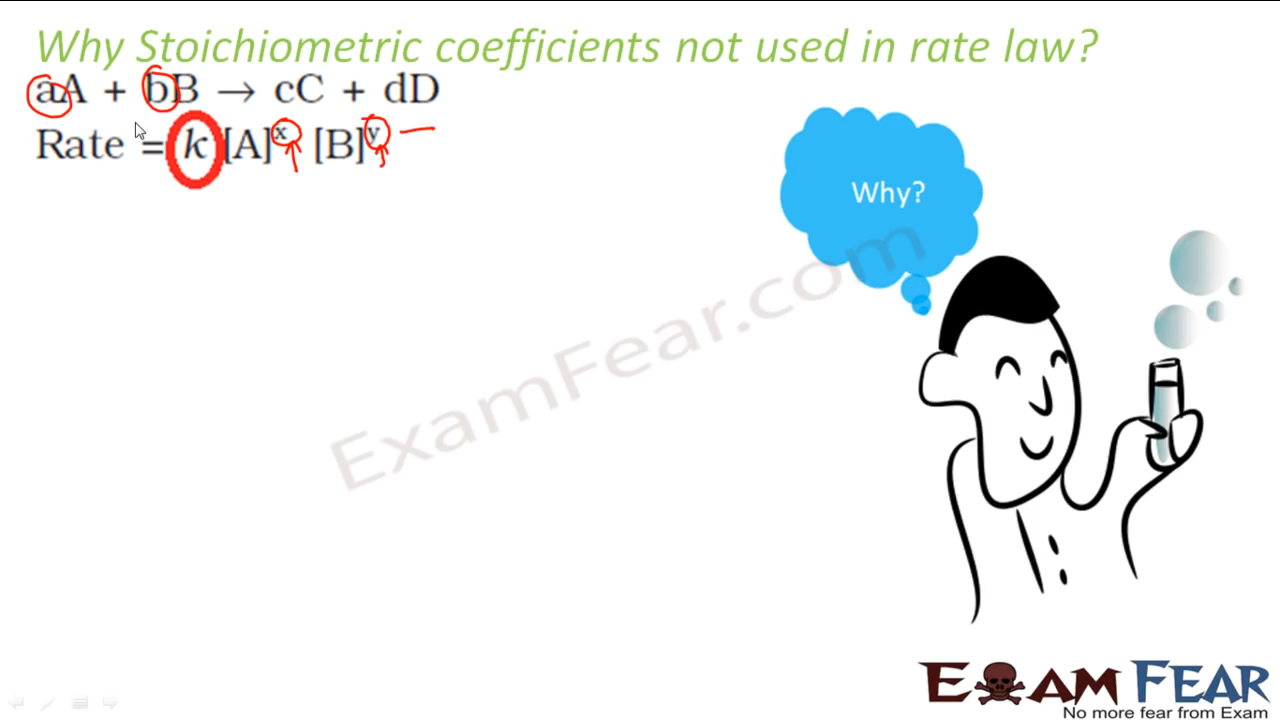 Why Stoichiometric coefficients not used in rate law?
aA + bB → cC + dD
Rate = k [A]ˣ [B]ʸ
Why?
ExamFear.com
EXAM FEAR
No more fear from Exam